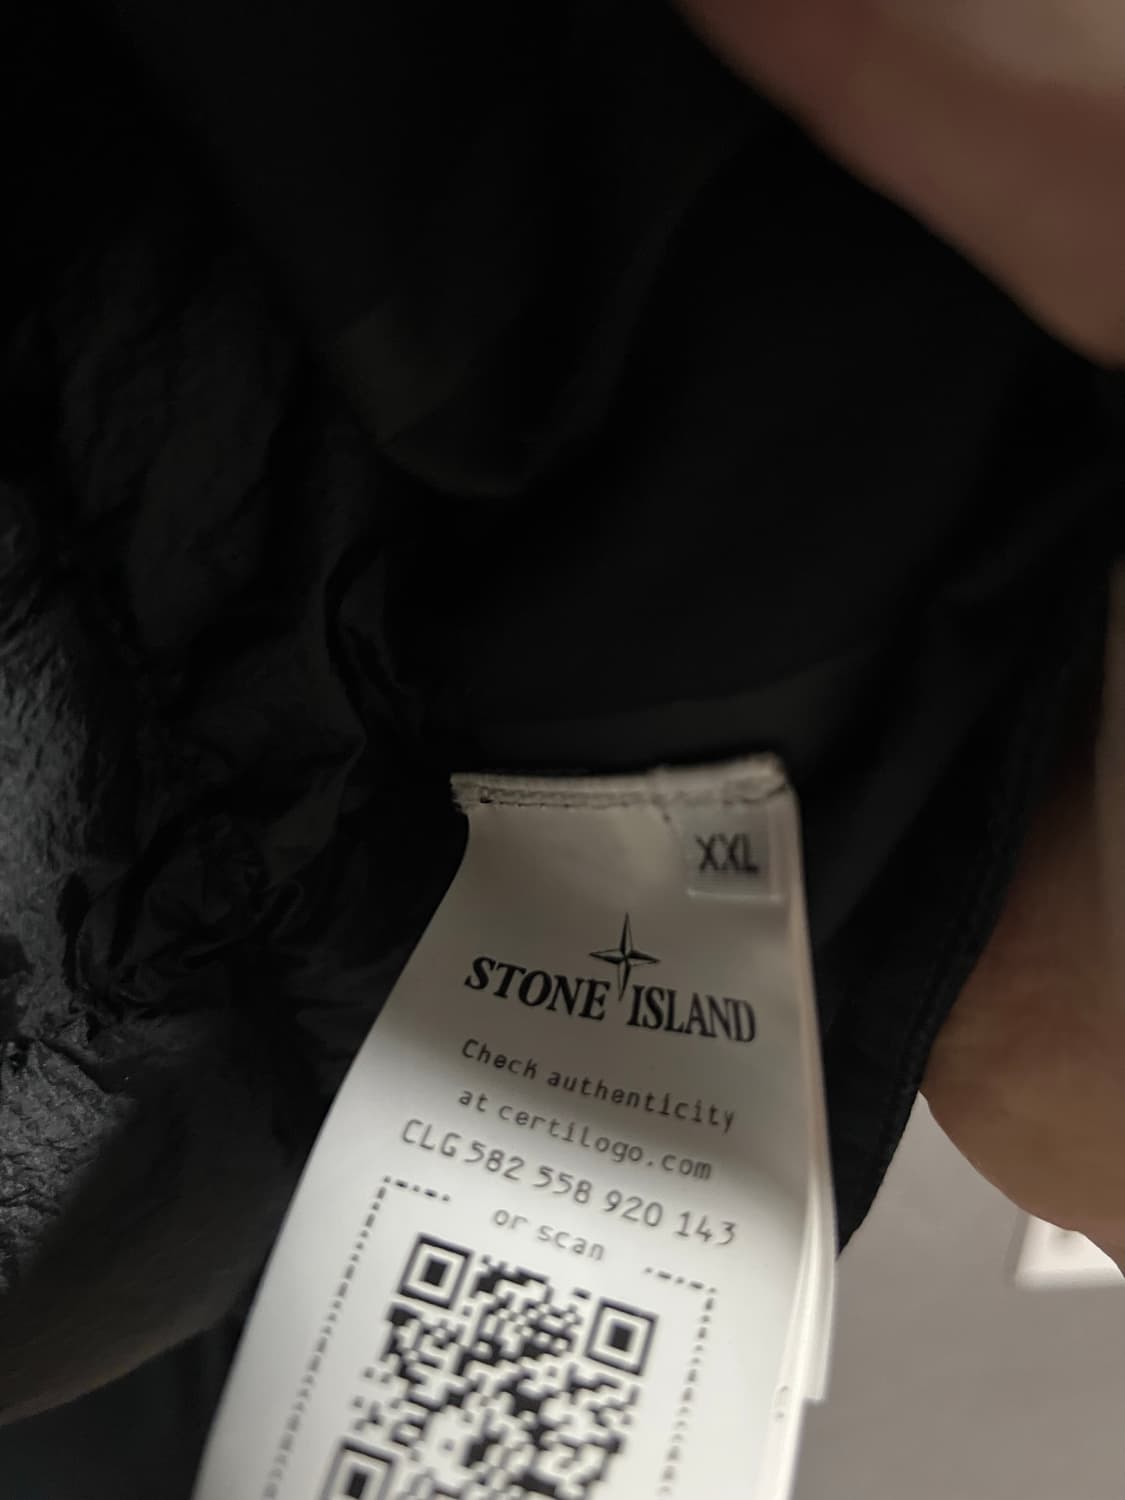 XXL
STONE ISLAND
Check authenticity
at certilogo.com
CLG 582 558 920 143
or scan